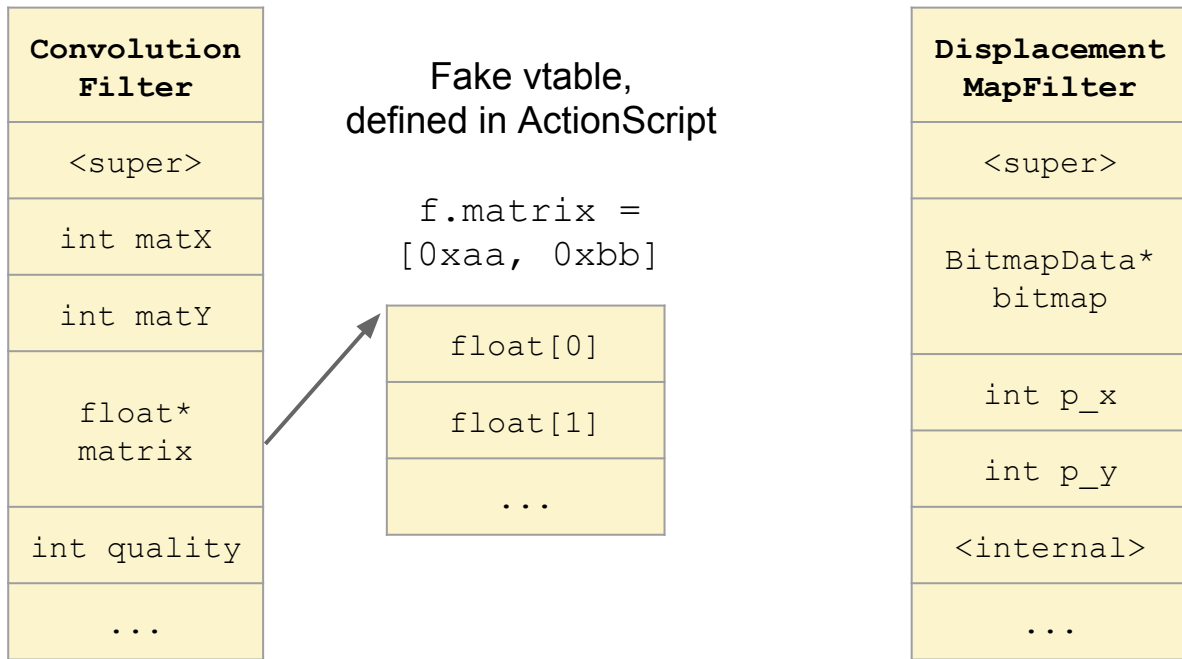 Convolution
Filter
<super>
int matX
int matY
float*
matrix
int quality
...
Fake vtable,
defined in ActionScript
f.matrix =
[0xaa, 0xbb]
float[0]
float[1]
...
Displacement
MapFilter
<super>
BitmapData*
bitmap
int p_x
int p_y
<internal>
...